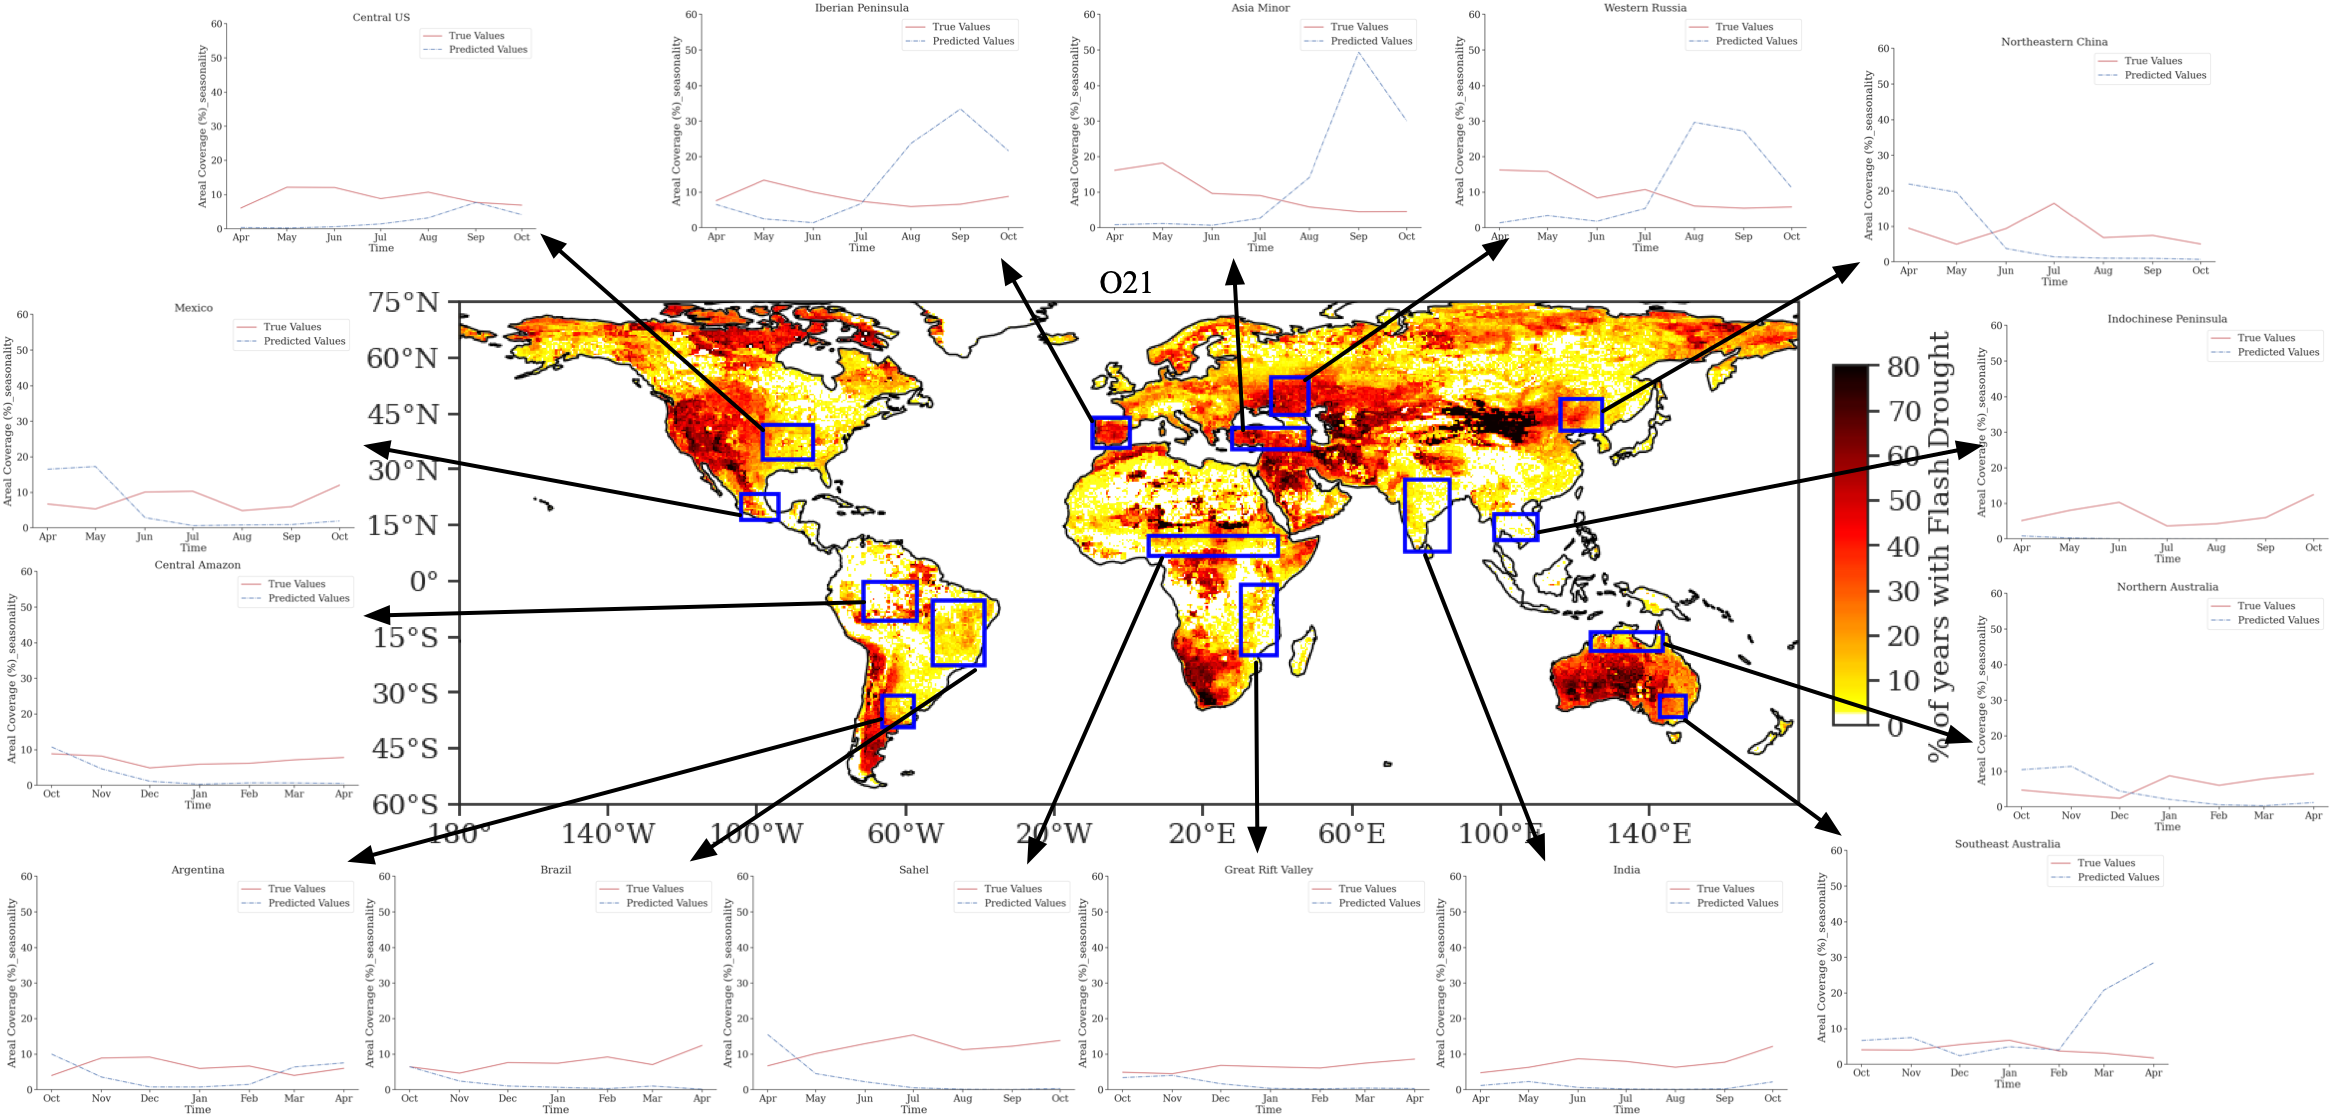 Central US
60
50
40
30
20
10
0
Areal Coverage (%)_seasonality
True Values
Predicted Values
Apr May Jun Jul Aug Sep Oct
Time
Iberian Peninsula
60
50
40
30
20
10
0
Areal Coverage (%)_seasonality
True Values
Predicted Values
Apr May Jun Jul Aug Sep Oct
Time
Asia Minor
60
50
40
30
20
10
0
Areal Coverage (%)_seasonality
True Values
Predicted Values
Apr May Jun Jul Aug Sep Oct
Time
Western Russia
60
50
40
30
20
10
0
Areal Coverage (%)_seasonality
True Values
Predicted Values
Apr May Jun Jul Aug Sep Oct
Time
Northeastern China
60
50
40
30
20
10
0
Areal Coverage (%)_seasonality
True Values
Predicted Values
Apr May Jun Jul Aug Sep Oct
Time
Mexico
60
50
40
30
20
10
0
Areal Coverage (%)_seasonality
True Values
Predicted Values
Apr May Jun Jul Aug Sep Oct
Time
O21
75°N
60°N
45°N
30°N
15°N
0°
15°S
30°S
45°S
60°S
180° 140°W 100°W 60°W 20°W 20°E 60E 100°E 140°E
80
70
60
50
40
30
20
10
0
% of years with Flash Drought
Indochinese Peninsula
60
50
40
30
20
10
0
Areal Coverage (%)_seasonality
True Values
Predicted Values
Apr May Jun Jul Aug Sep Oct
Time
Central Amazon
60
50
40
30
20
10
0
Areal Coverage (%)_seasonality
True Values
Predicted Values
Oct Nov Dec Jan Feb Mar Apr
Time
Northern Australia
60
50
40
30
20
10
0
Areal Coverage (%)_seasonality
True Values
Predicted Values
Oct Nov Dec Jan Feb Mar Apr
Time
Argentina
60
50
40
30
20
10
0
Areal Coverage (%)_seasonality
True Values
Predicted Values
Oct Nov Dec Jan Feb Mar Apr
Time
Brazil
60
50
40
30
20
10
0
Areal Coverage (%)_seasonality
True Values
Predicted Values
Oct Nov Dec Jan Feb Mar Apr
Time
Sahel
60
50
40
30
20
10
0
Areal Coverage (%)_seasonality
True Values
Predicted Values
Apr May Jun Jul Aug Sep Oct
Time
Great Rift Valley
60
50
40
30
20
10
0
Areal Coverage (%)_seasonality
True Values
Predicted Values
Oct Nov Dec Jan Feb Mar Apr
Time
India
60
50
40
30
20
10
0
Areal Coverage (%)_seasonality
True Values
Predicted Values
Apr May Jun Jul Aug Sep Oct
Time
Southeast Australia
60
50
40
30
20
10
0
Areal Coverage (%)_seasonality
True Values
Predicted Values
Oct Nov Dec Jan Feb Mar Apr
Time